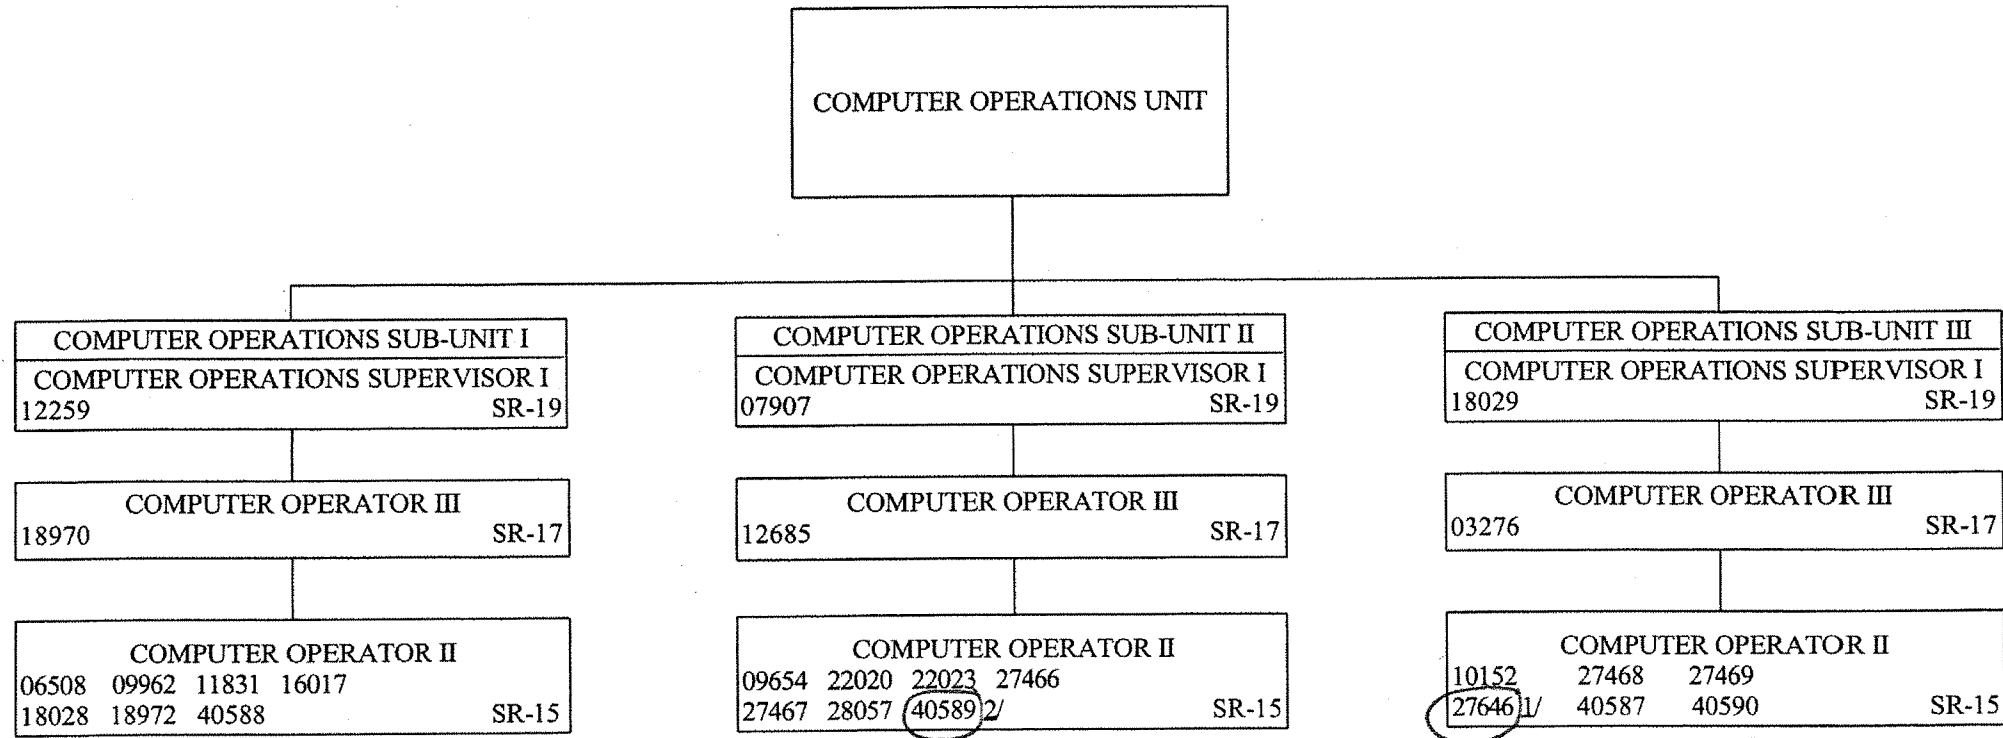 COMPUTER OPERATIONS UNIT
COMPUTER OPERATIONS SUB-UNIT I
COMPUTER OPERATIONS SUPERVISOR I
12259 SR-19
COMPUTER OPERATOR III
18970 SR-17
COMPUTER OPERATOR II
06508 09962 11831 16017
18028 18972 40588 SR-15
COMPUTER OPERATIONS SUB-UNIT II
COMPUTER OPERATIONS SUPERVISOR I
07907 SR-19
COMPUTER OPERATOR III
12685 SR-17
COMPUTER OPERATOR II
09654 22020 22023 27466
27467 28057 40589 2/ SR-15
COMPUTER OPERATIONS SUB-UNIT III
COMPUTER OPERATIONS SUPERVISOR I
18029 SR-19
COMPUTER OPERATOR III
03276 SR-17
COMPUTER OPERATOR II
10152 27468 27469
27646 1/ 40587 40590 SR-15